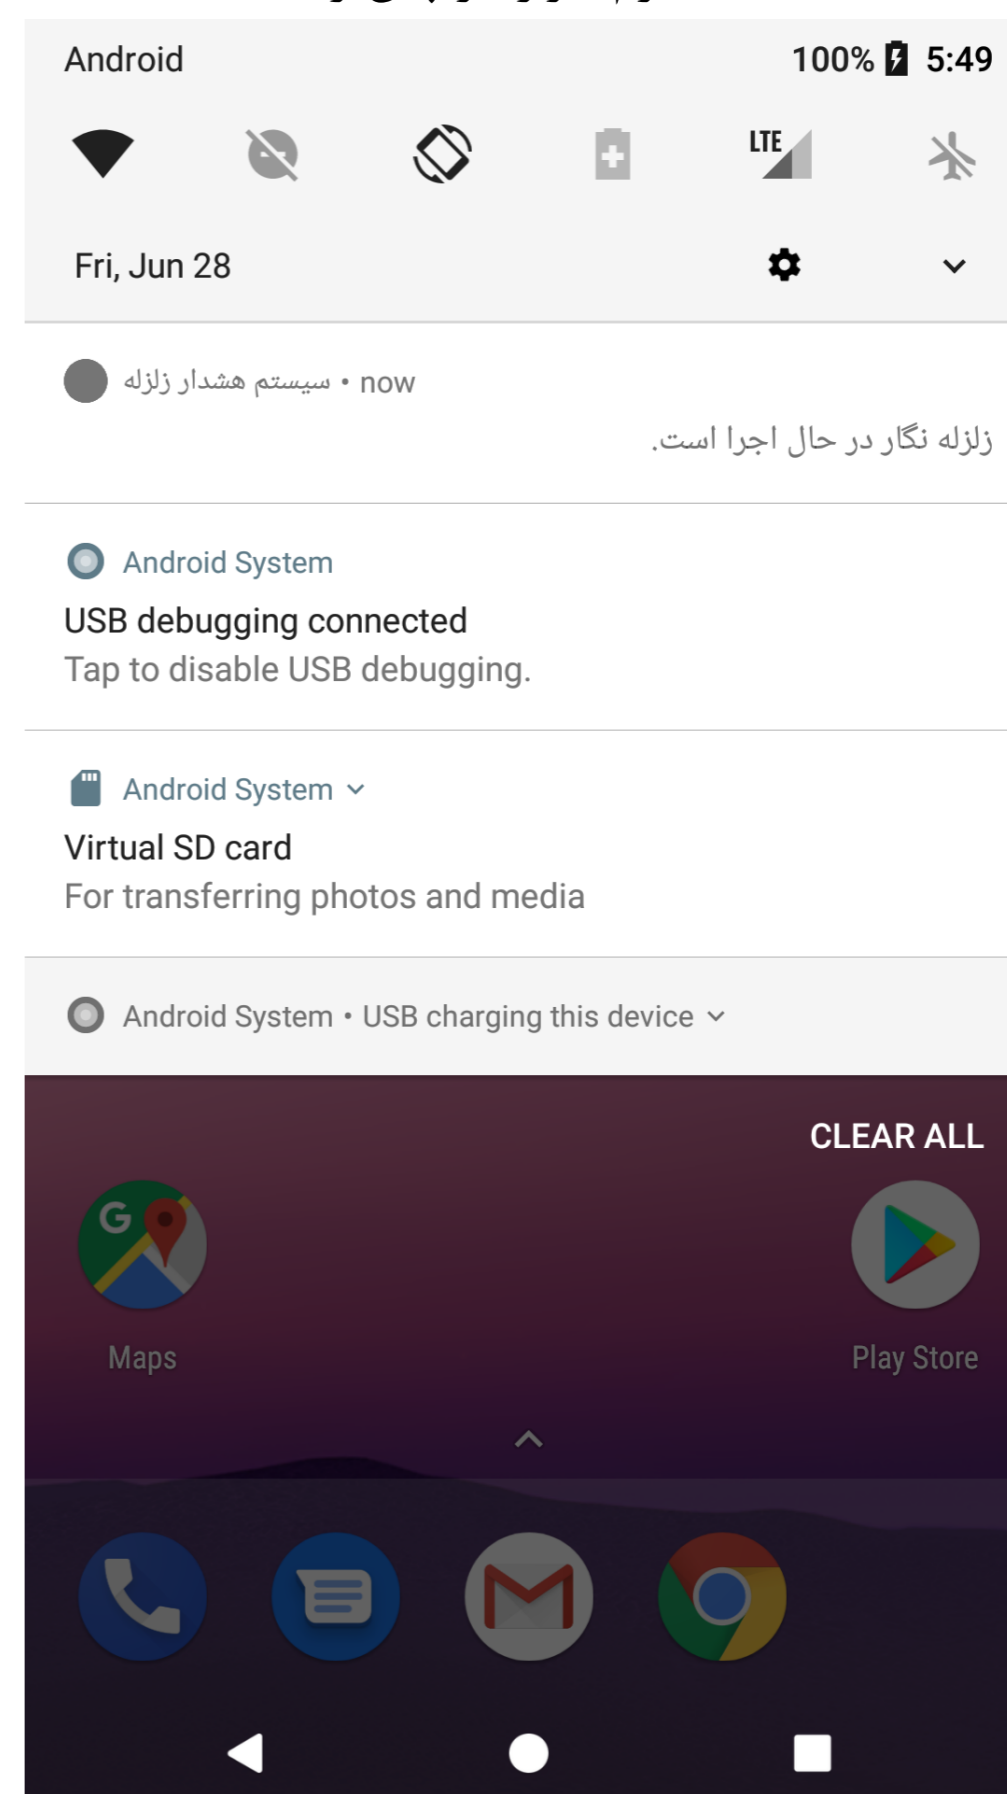 Android 100% 5:49
LTE
Fri, Jun 28
سیستم هشدار زلزله • now
زلزله نگار در حال اجرا است.
Android System
USB debugging connected
Tap to disable USB debugging.
Android System
Virtual SD card
For transferring photos and media
Android System • USB charging this device
CLEAR ALL
G
Maps
Play Store